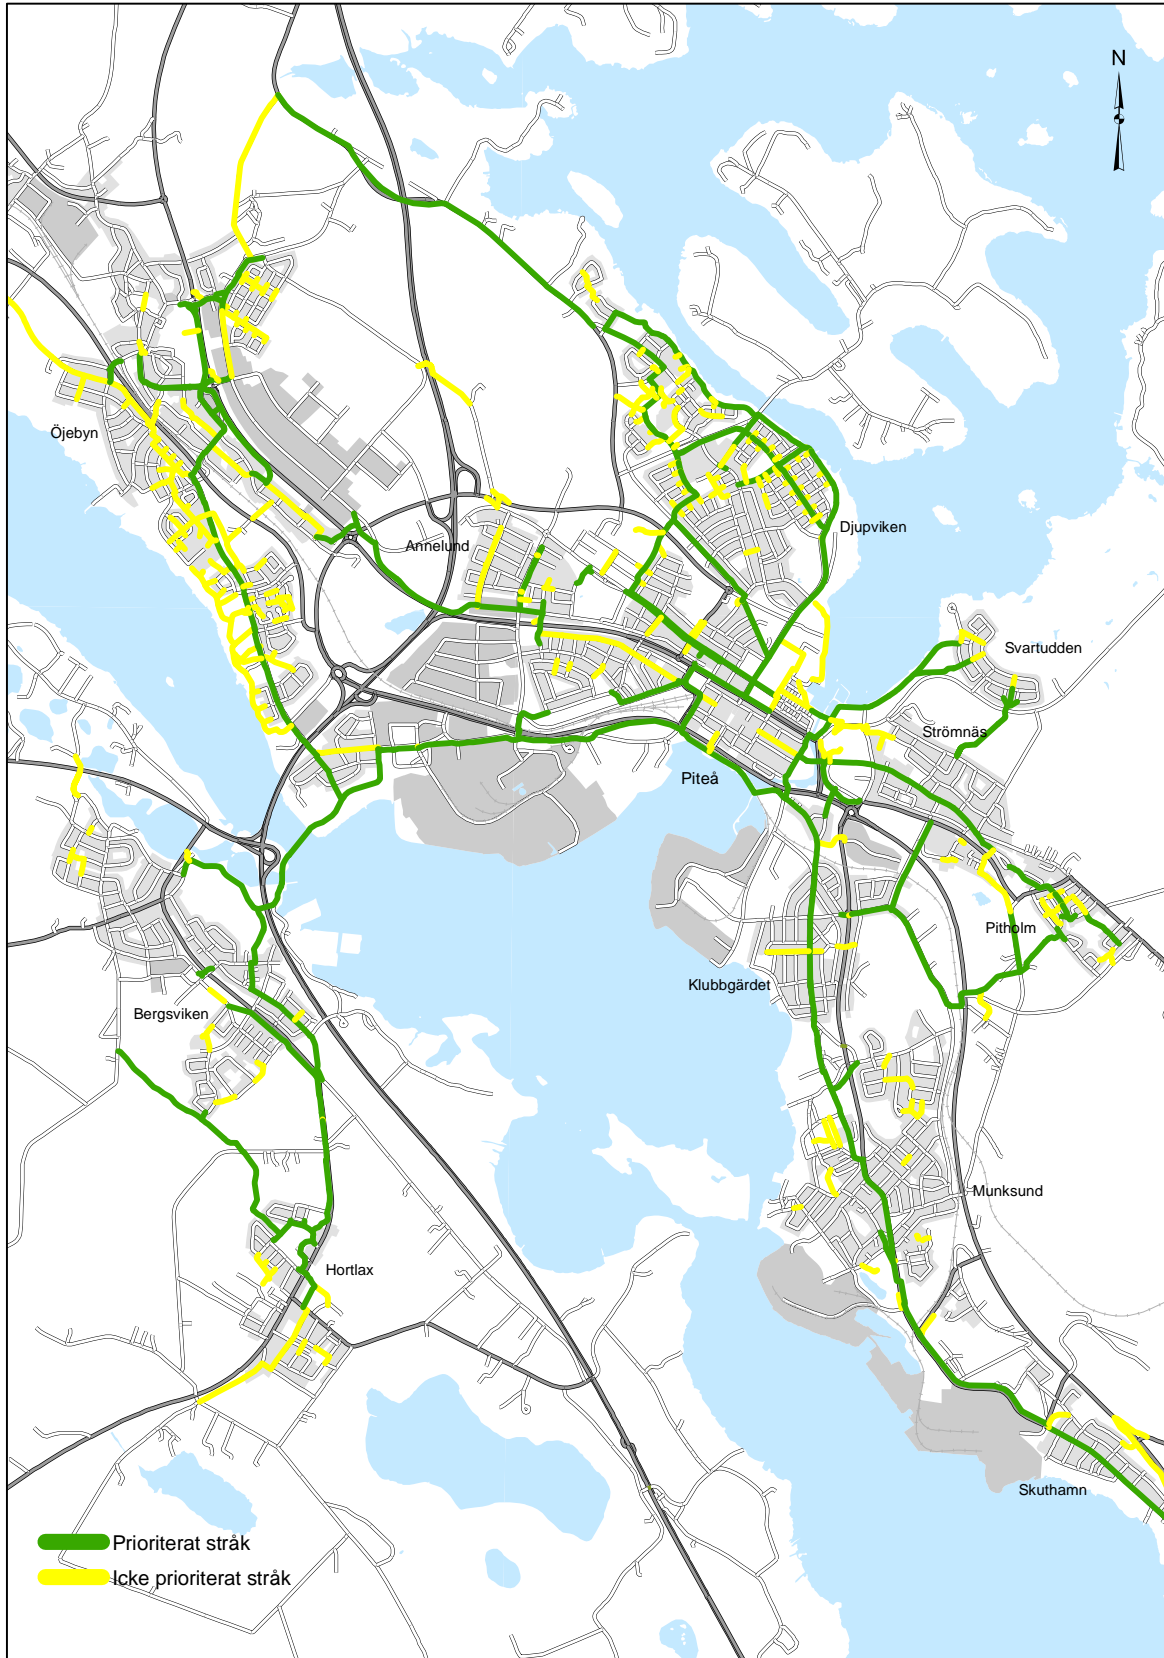 N
Öjebyn
Annelund
Djupviken
Svartudden
Strömnäs
Piteå
Pitholm
Klubbgärdet
Bergsviken
Munksund
Hortlax
Skuthamn
Prioriterat stråk
Icke prioriterat stråk